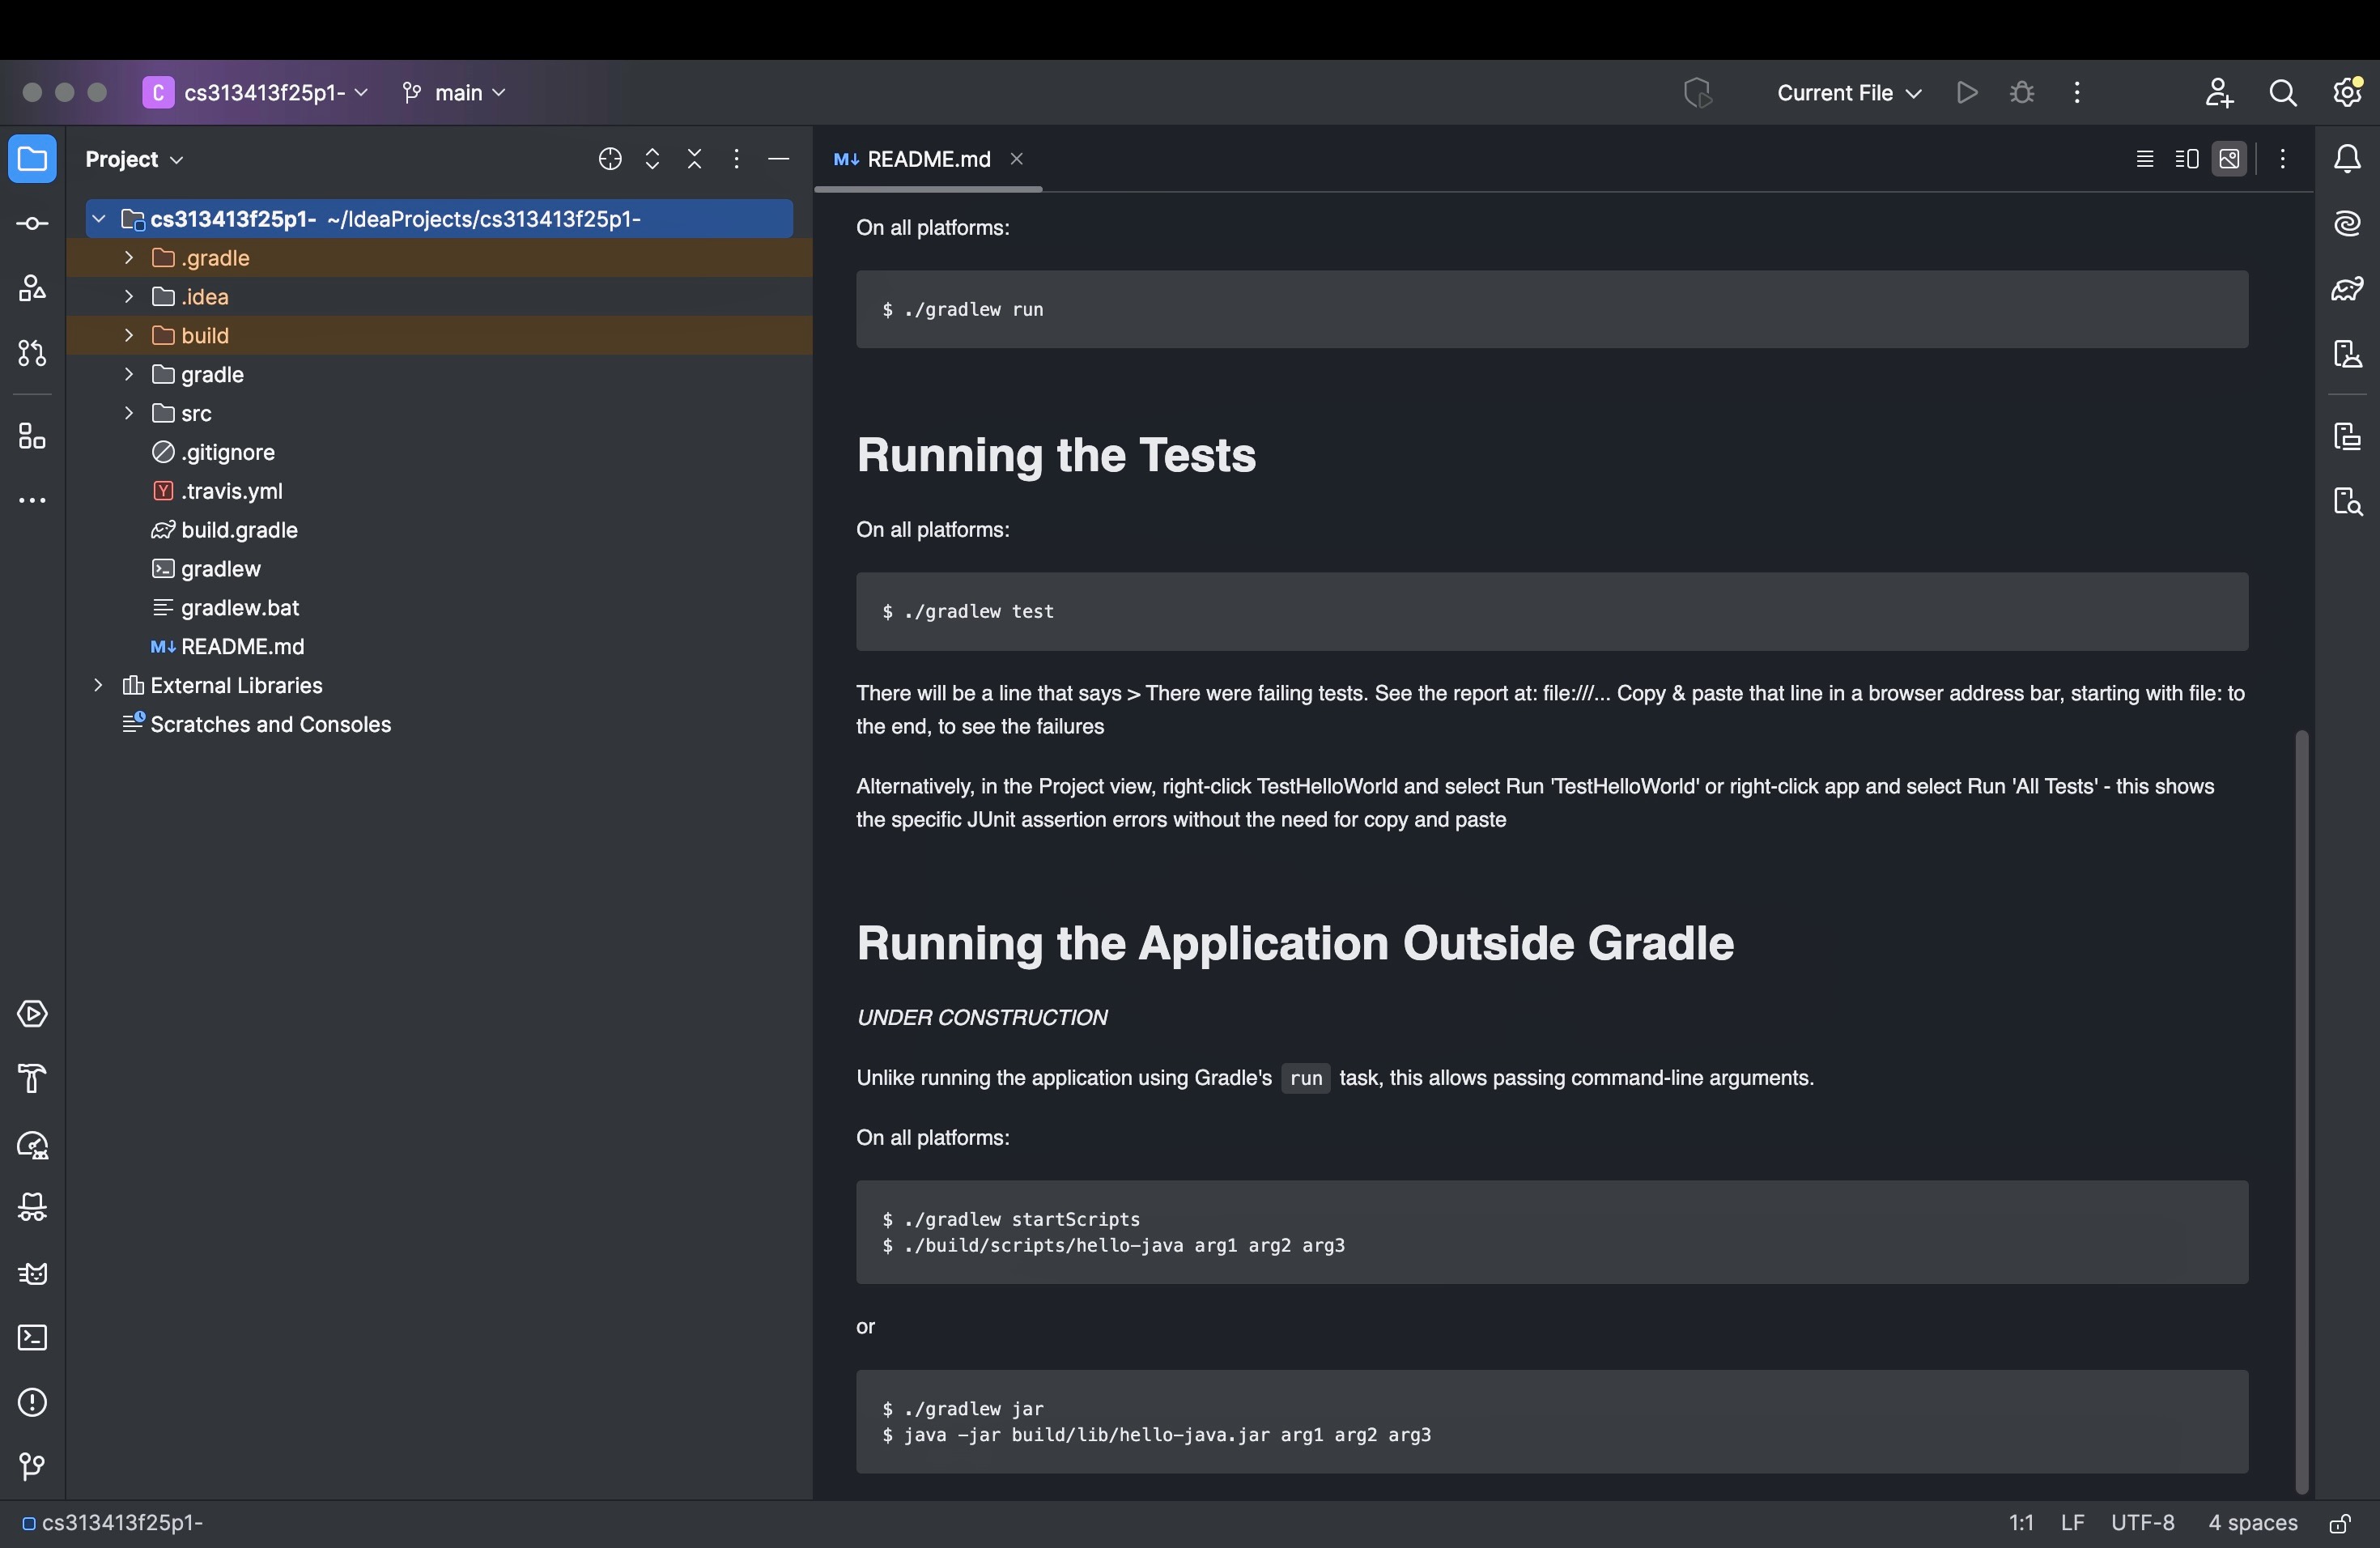 C cs313413f25p1- main Current File
Project
README.md
cs313413f25p1- ~/IdeaProjects/cs313413f25p1-
.gradle
.idea
build
gradle
src
.gitignore
.travis.yml
build.gradle
gradlew
gradlew.bat
README.md
External Libraries
Scratches and Consoles
On all platforms:
$ ./gradlew run
Running the Tests
On all platforms:
$ ./gradlew test
There will be a line that says > There were failing tests. See the report at: file:///... Copy & paste that line in a browser address bar, starting with file: to
the end, to see the failures
Alternatively, in the Project view, right-click TestHelloWorld and select Run 'TestHelloWorld' or right-click app and select Run 'All Tests' - this shows
the specific JUnit assertion errors without the need for copy and paste
Running the Application Outside Gradle
UNDER CONSTRUCTION
Unlike running the application using Gradle's run task, this allows passing command-line arguments.
On all platforms:
$ ./gradlew startScripts
$ ./build/scripts/hello-java arg1 arg2 arg3
or
$ ./gradlew jar
$ java -jar build/lib/hello-java.jar arg1 arg2 arg3
cs313413f25p1- 1:1 LF UTF-8 4 spaces